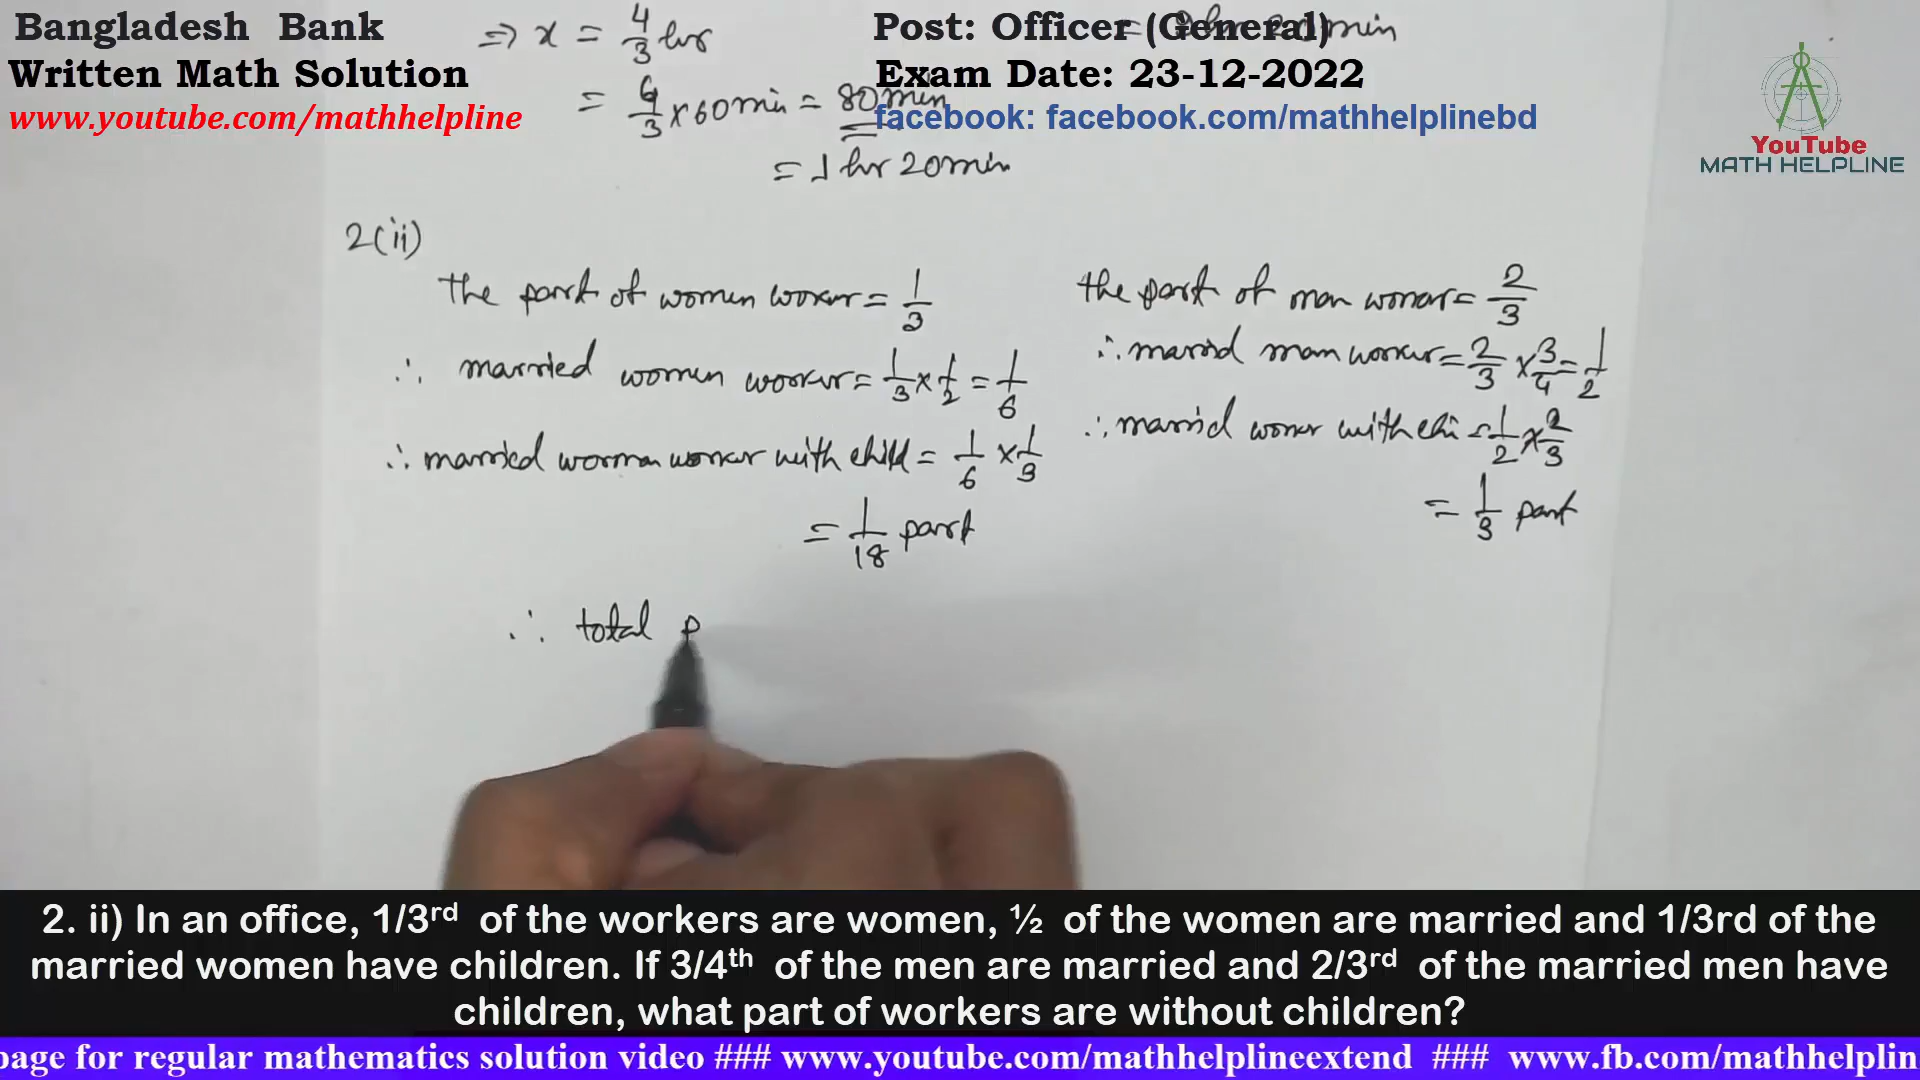 Bangladesh Bank
Written Math Solution
www.youtube.com/mathhelpline
Post: Officer (General)
Exam Date: 23-12-2022
facebook: facebook.com/mathhelplinebd
YouTube
MATH HELPLINE
⇒ x = 4/3 hr
= 4/3 × 60 min = 80 min
= 1 hr 20 min
2(ii)
the part of women worker = 1/3
∴ married women worker = 1/3 × 1/2 = 1/6
∴ married woman worker with child = 1/6 × 1/3
= 1/18 part
the part of man worker = 2/3
∴ married man worker = 2/3 × 3/4 = 1/2
∴ married worker with chi = 1/2 × 2/3
= 1/3 part
∴ total p
2. ii) In an office, 1/3rd of the workers are women, ½ of the women are married and 1/3rd of the
married women have children. If 3/4th of the men are married and 2/3rd of the married men have
children, what part of workers are without children?
page for regular mathematics solution video ### www.youtube.com/mathhelplineextend ### www.fb.com/mathhelplin